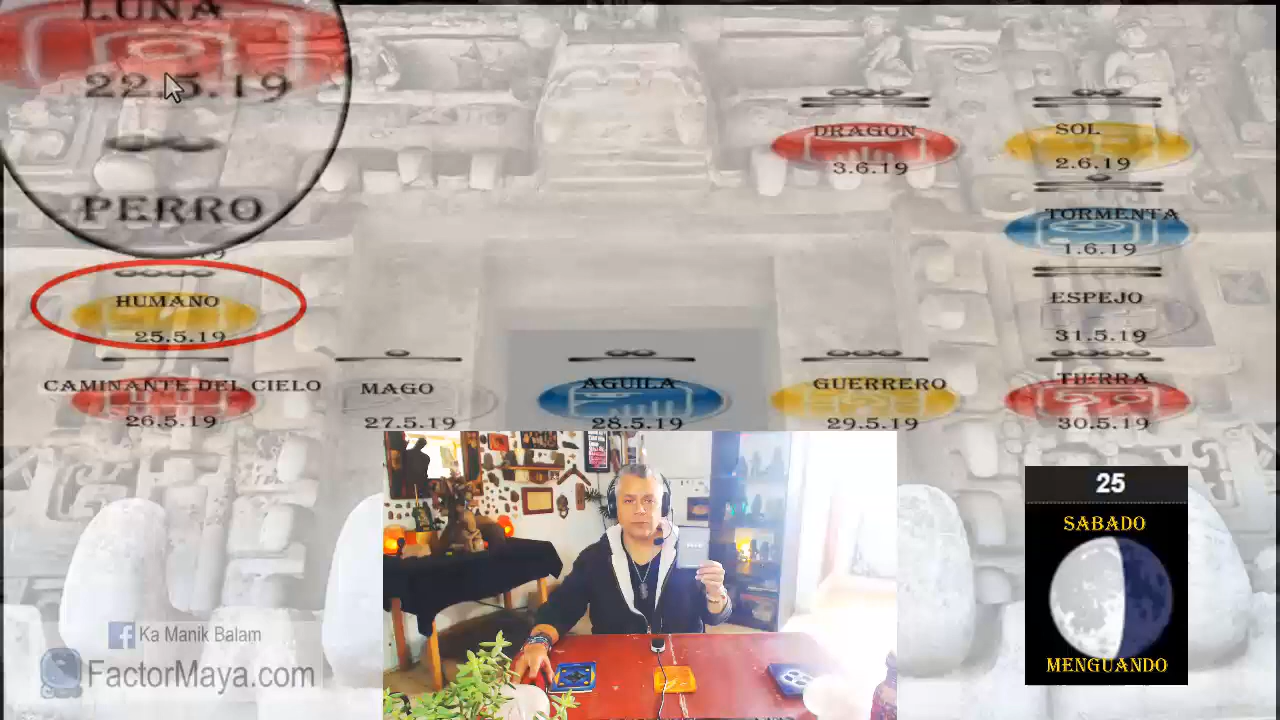 LUNA
22.5.19
PERRO
HUMANO
25.5.19
CAMINANTE DEL CIELO
26.5.19
MAGO
27.5.19
AGUILA
28.5.19
GUERRERO
29.5.19
TIERRA
30.5.19
ESPEJO
31.5.19
TORMENTA
1.6.19
SOL
2.6.19
DRAGON
3.6.19
25
SABADO
MENGUANDO
Ka Manik Balam
FactorMaya.com